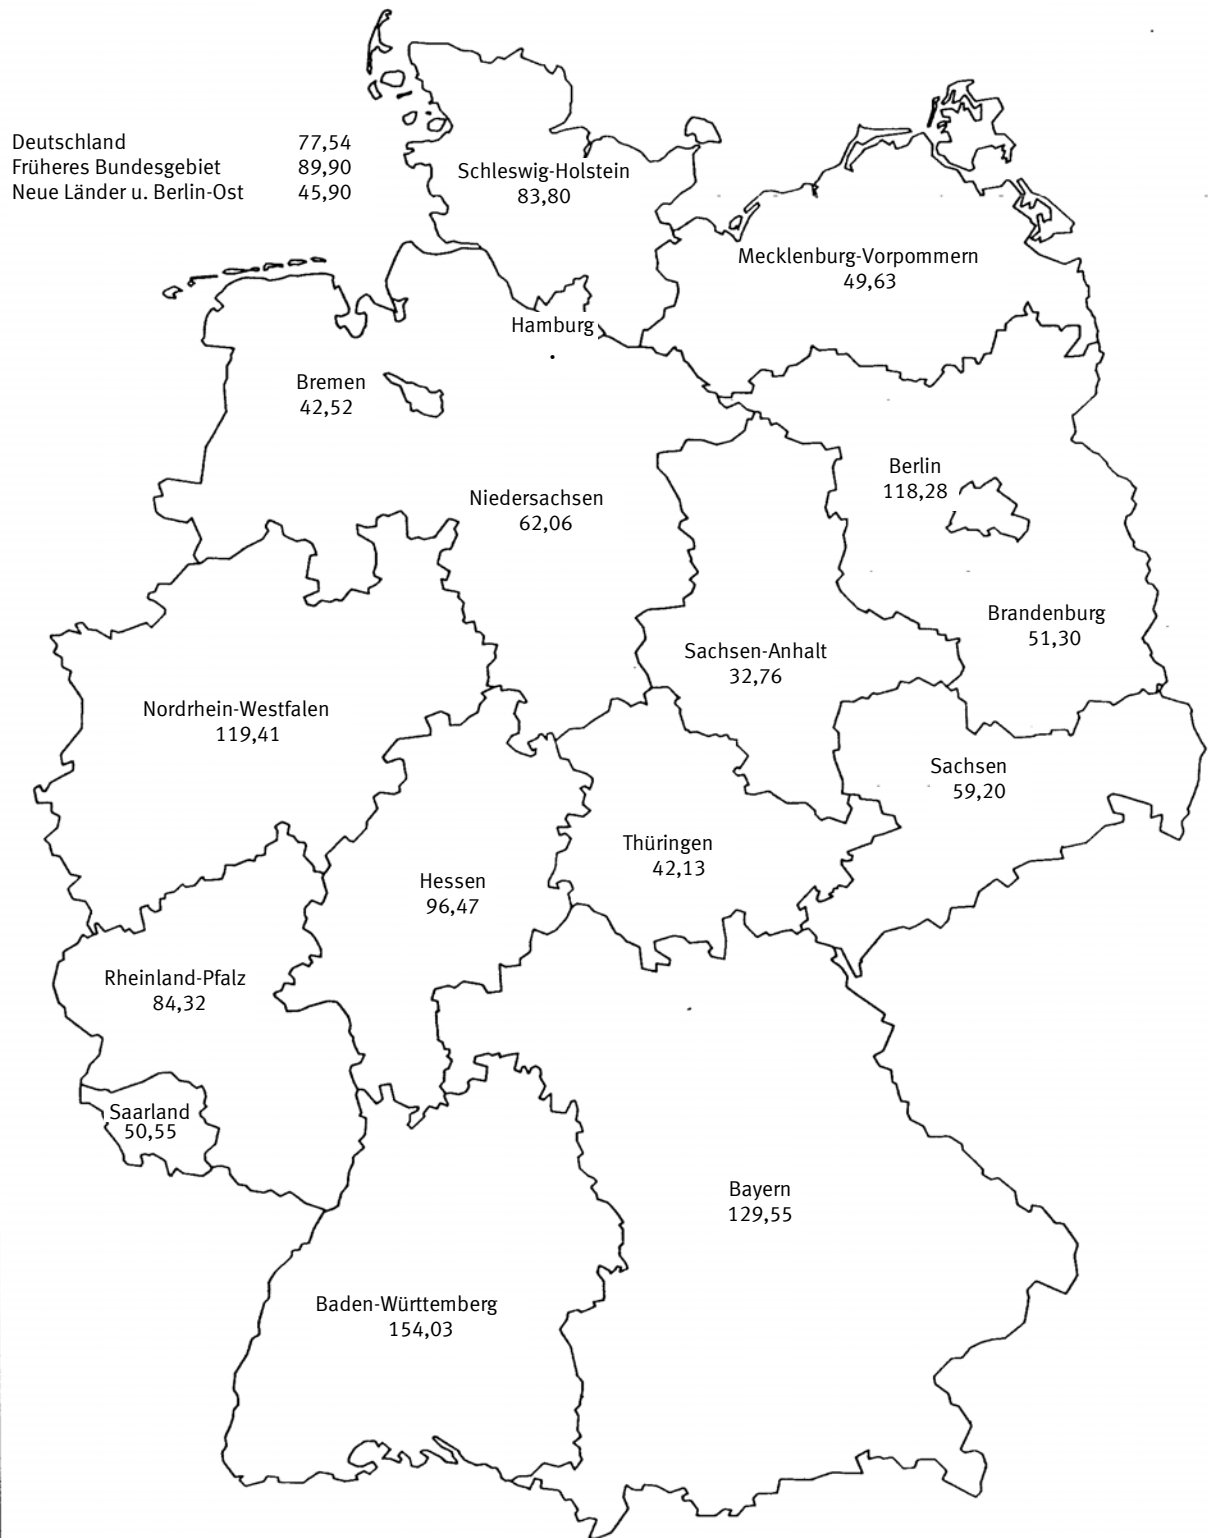 Deutschland 77,54
Früheres Bundesgebiet 89,90
Neue Länder u. Berlin-Ost 45,90
Schleswig-Holstein
83,80
Mecklenburg-Vorpommern
49,63
Hamburg
Bremen
42,52
Berlin
118,28
Niedersachsen
62,06
Brandenburg
51,30
Sachsen-Anhalt
32,76
Nordrhein-Westfalen
119,41
Sachsen
59,20
Thüringen
42,13
Hessen
96,47
Rheinland-Pfalz
84,32
Saarland
50,55
Bayern
129,55
Baden-Württemberg
154,03